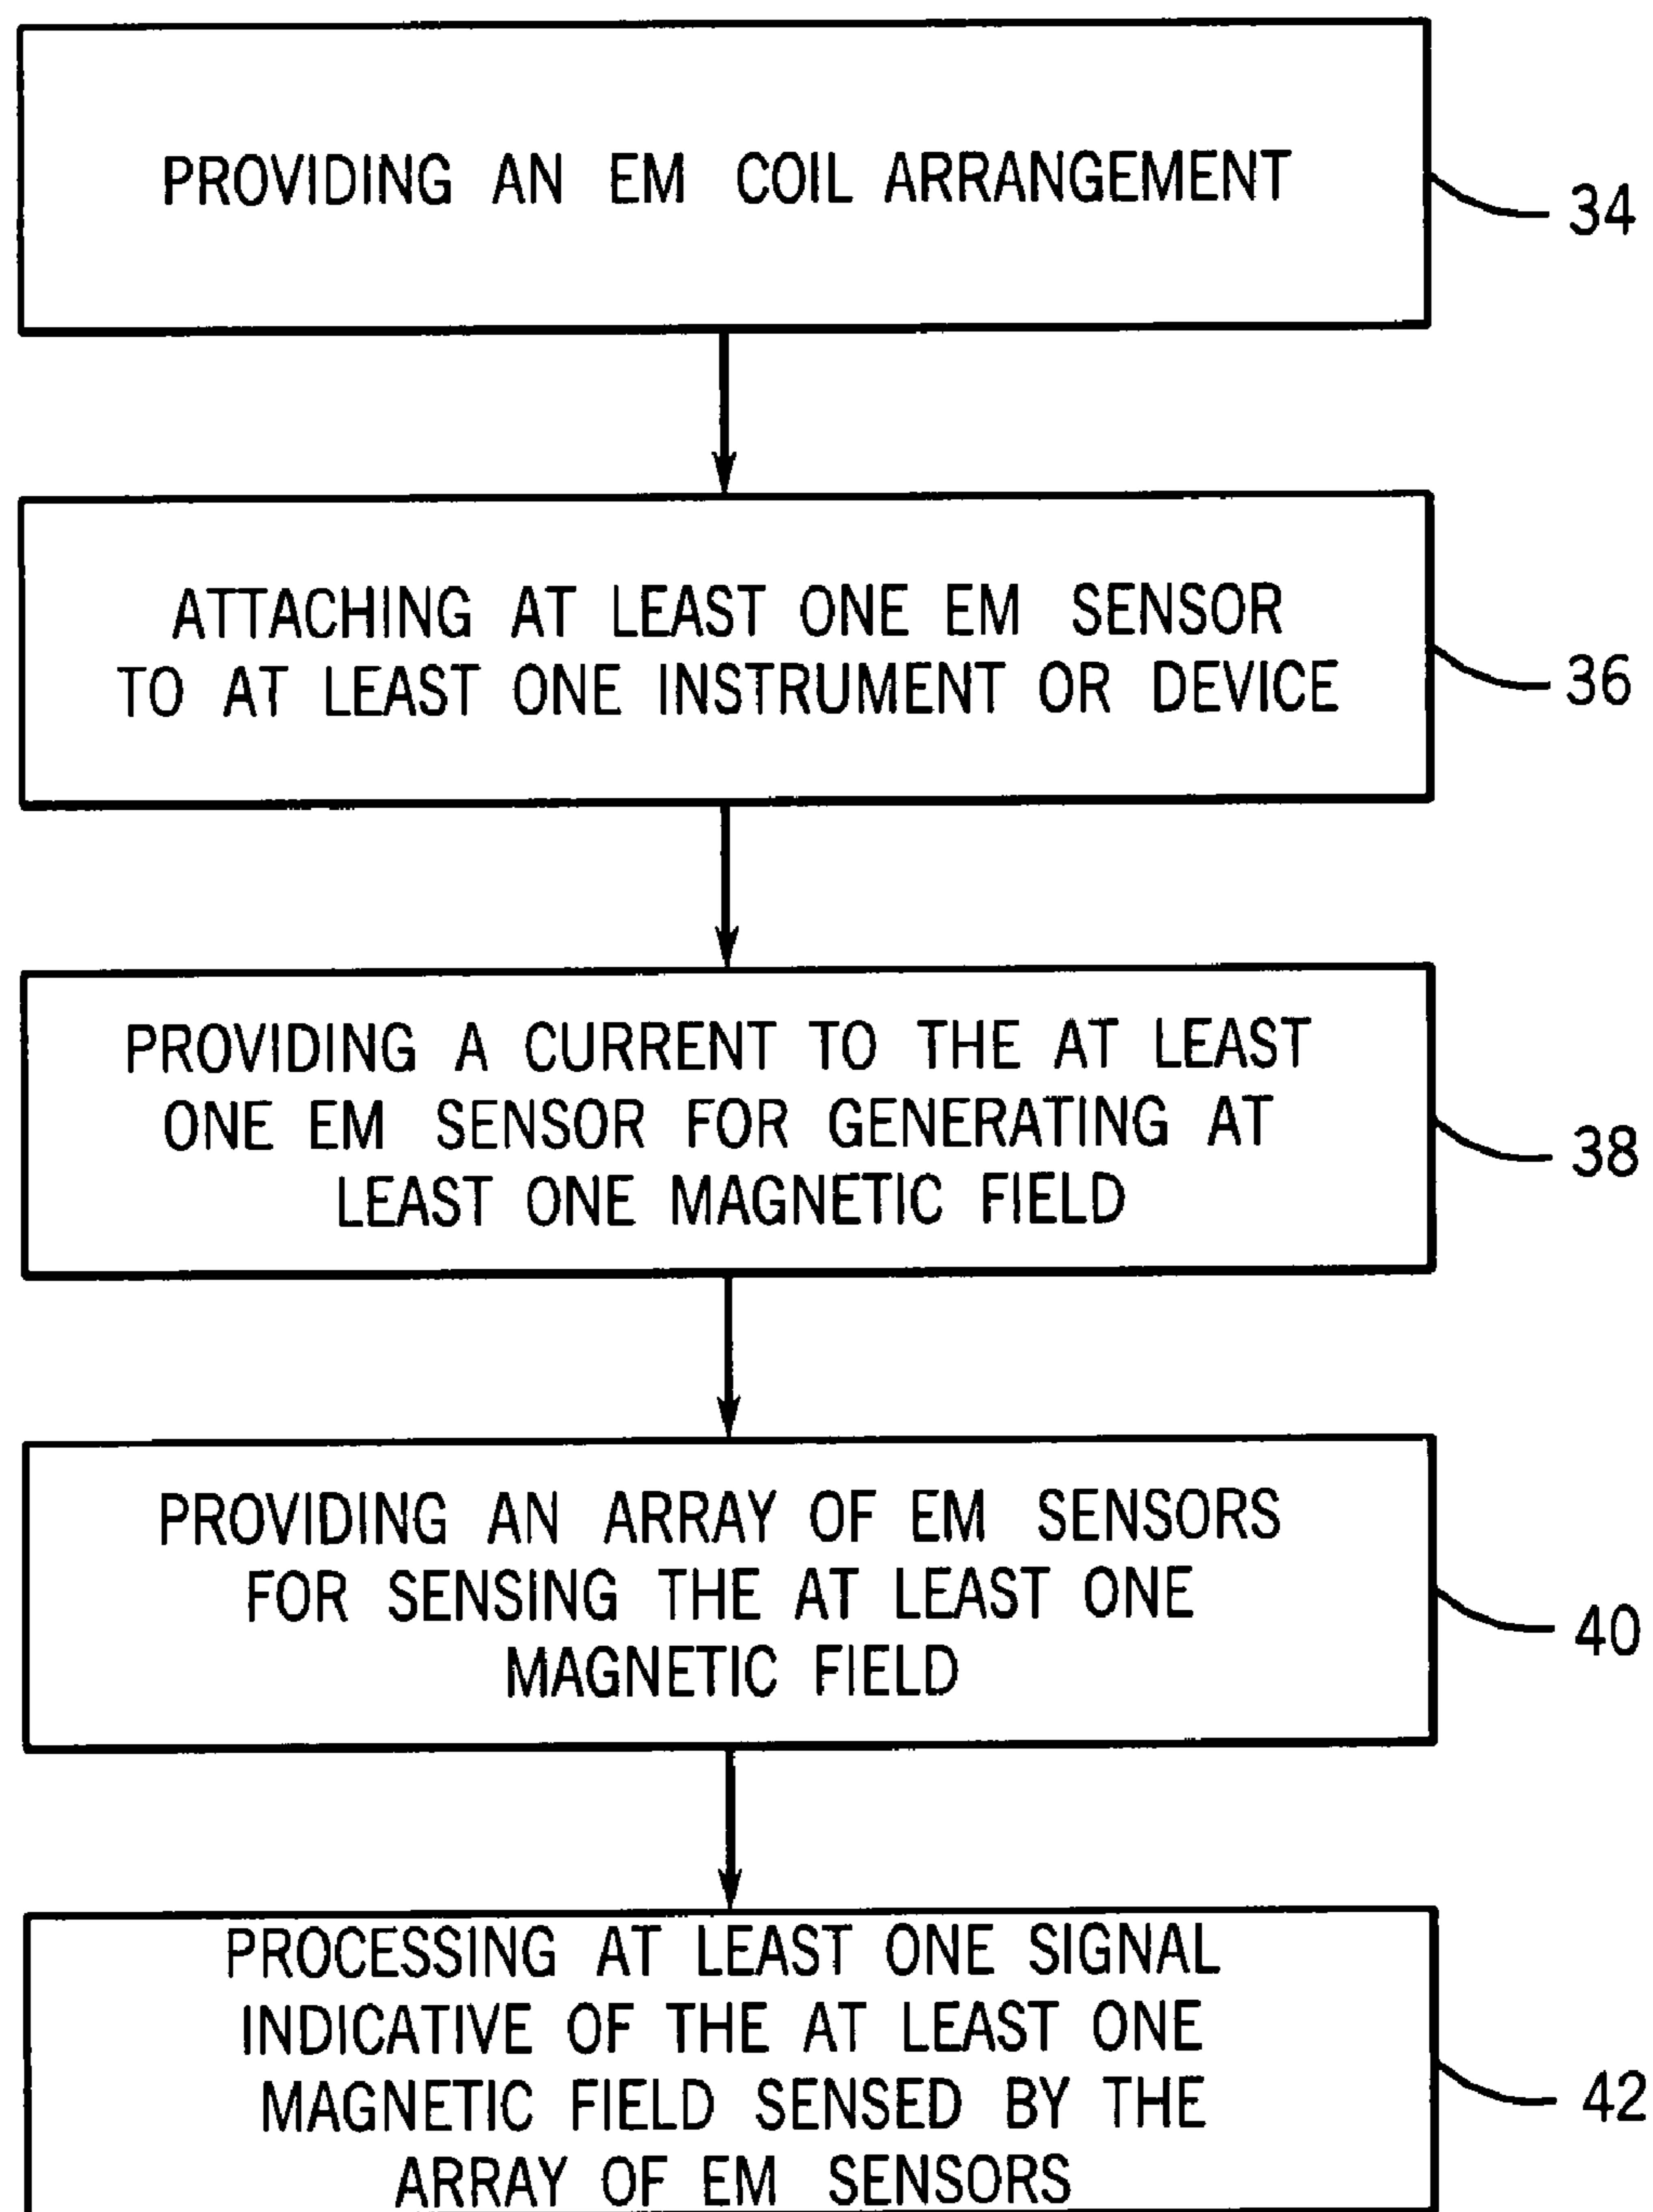 PROVIDING AN EM COIL ARRANGEMENT
34
ATTACHING AT LEAST ONE EM SENSOR
TO AT LEAST ONE INSTRUMENT OR DEVICE
36
PROVIDING A CURRENT TO THE AT LEAST
ONE EM SENSOR FOR GENERATING AT
LEAST ONE MAGNETIC FIELD
38
PROVIDING AN ARRAY OF EM SENSORS
FOR SENSING THE AT LEAST ONE
MAGNETIC FIELD
40
PROCESSING AT LEAST ONE SIGNAL
INDICATIVE OF THE AT LEAST ONE
MAGNETIC FIELD SENSED BY THE
ARRAY OF EM SENSORS
42